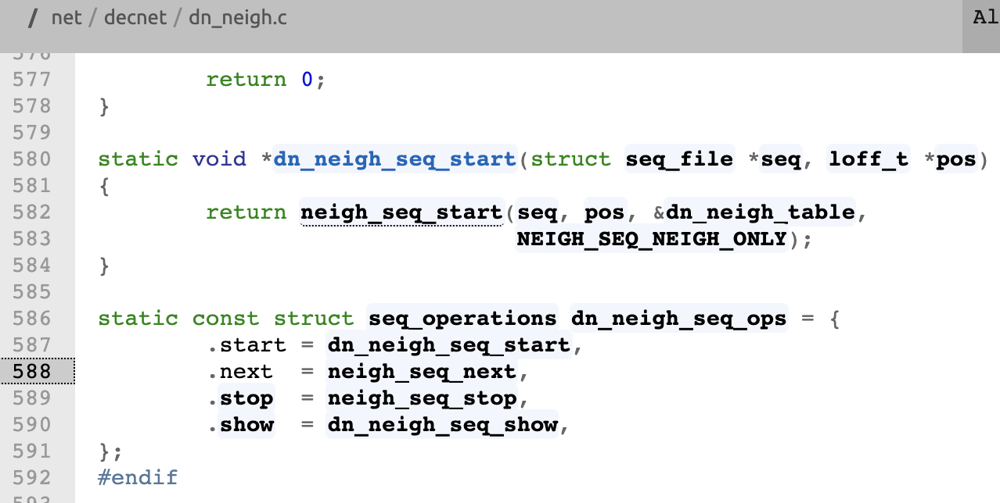 / net / decnet / dn_neigh.c
Al
576
577 return 0;
578 }
579
580 static void *dn_neigh_seq_start(struct seq_file *seq, loff_t *pos)
581 {
582 return neigh_seq_start(seq, pos, &dn_neigh_table,
583 NEIGH_SEQ_NEIGH_ONLY);
584 }
585
586 static const struct seq_operations dn_neigh_seq_ops = {
587 .start = dn_neigh_seq_start,
588 .next  = neigh_seq_next,
589 .stop  = neigh_seq_stop,
590 .show  = dn_neigh_seq_show,
591 };
592 #endif
593